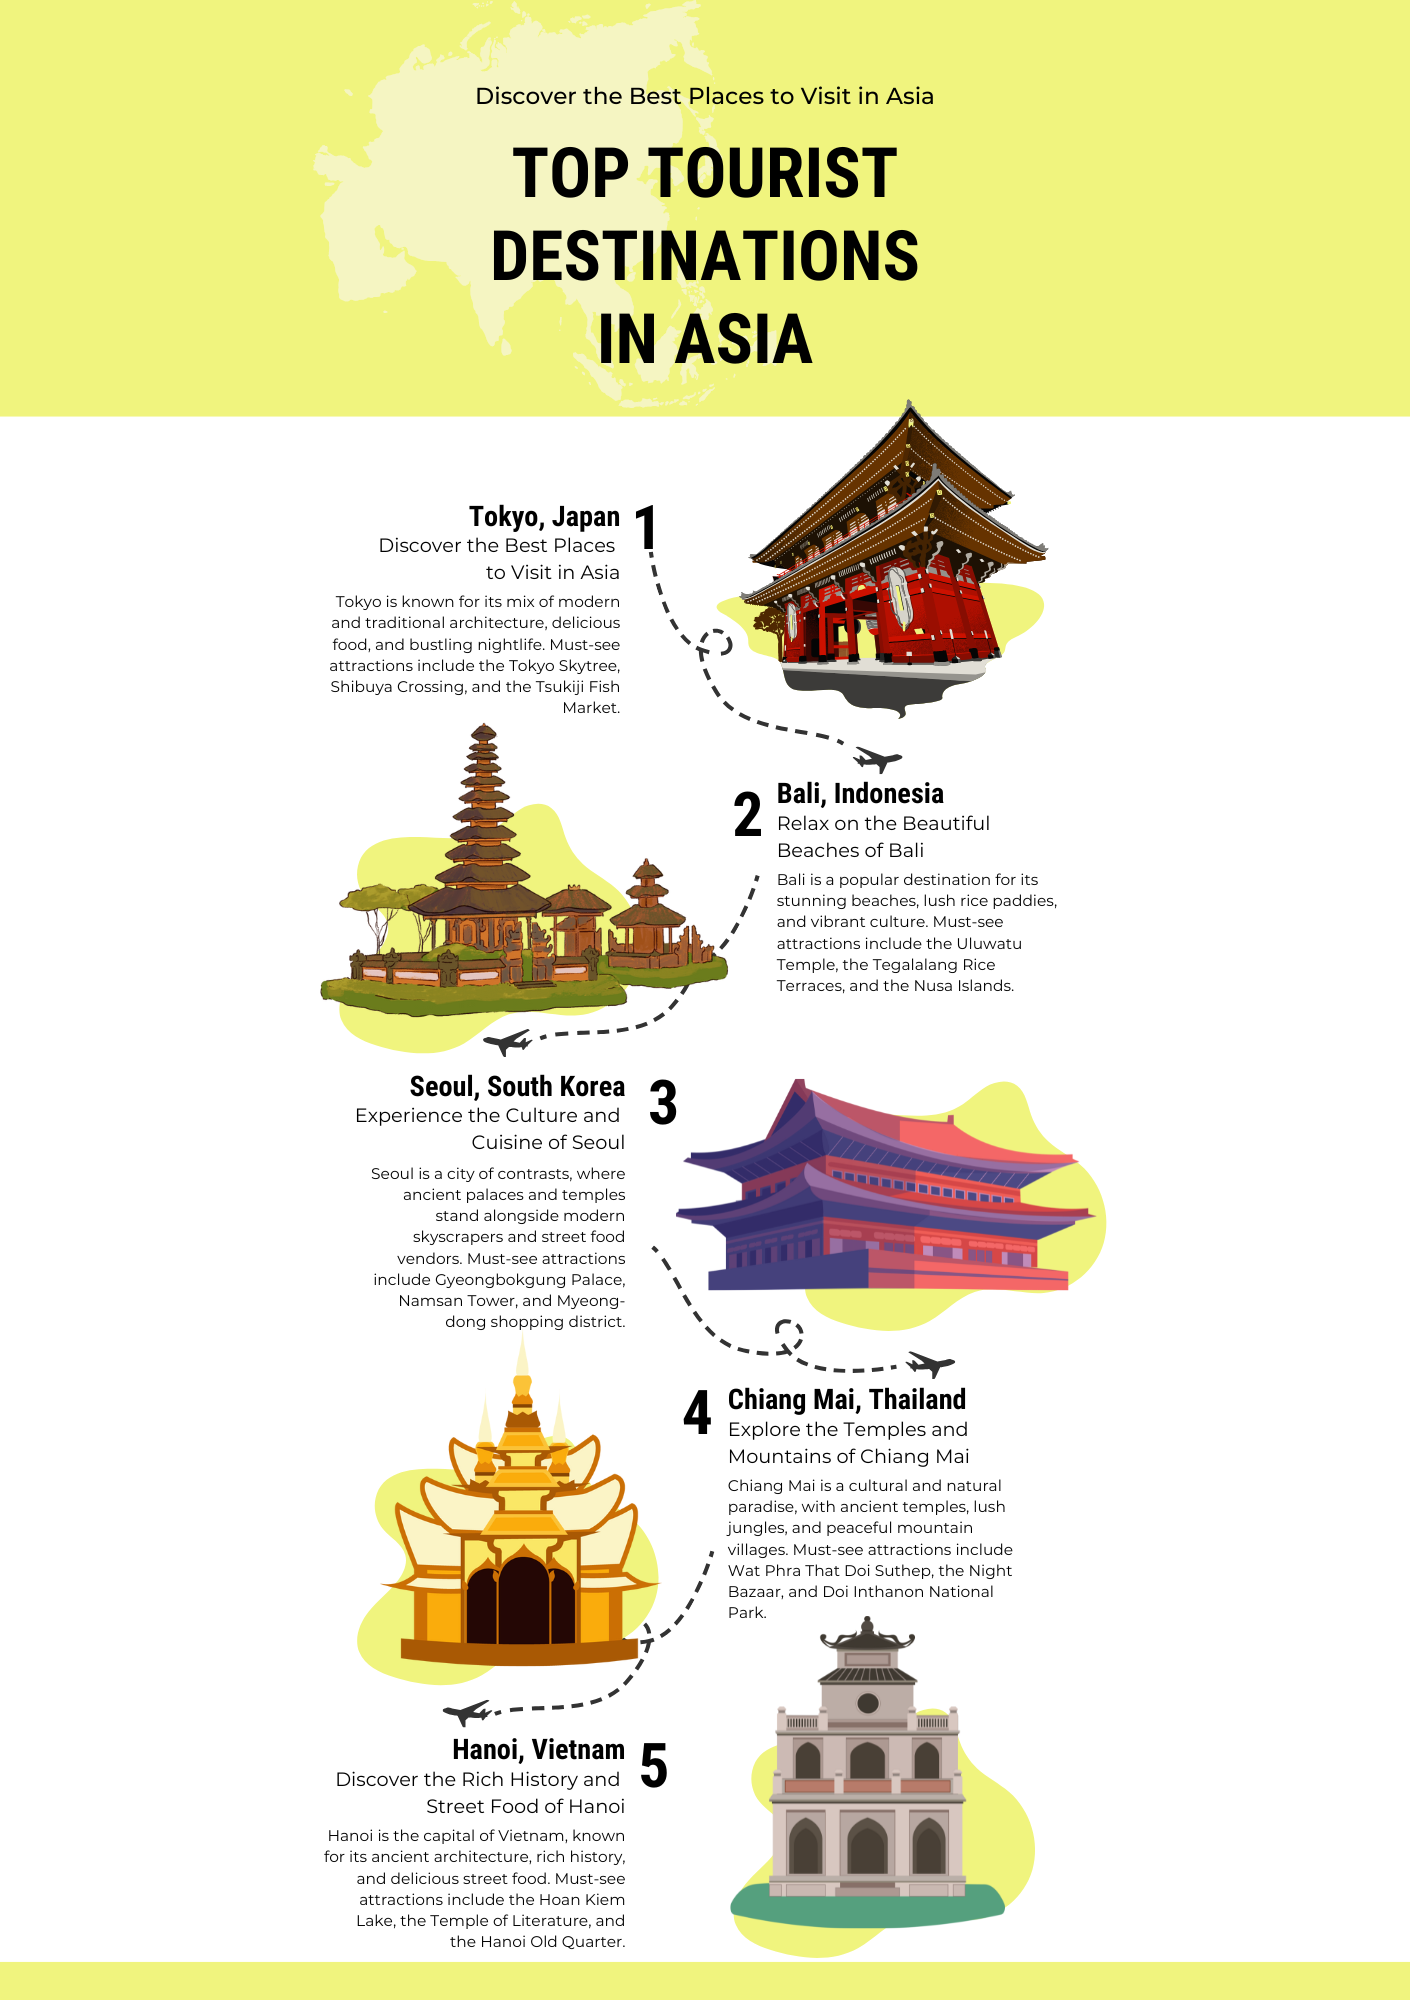 Discover the Best Places to Visit in Asia
TOP TOURIST
DESTINATIONS
IN ASIA
Tokyo, Japan
1
Discover the Best Places
to Visit in Asia
Tokyo is known for its mix of modern
and traditional architecture, delicious
food, and bustling nightlife. Must-see
attractions include the Tokyo Skytree,
Shibuya Crossing, and the Tsukiji Fish
Market.
2
Bali, Indonesia
Relax on the Beautiful
Beaches of Bali
Bali is a popular destination for its
stunning beaches, lush rice paddies,
and vibrant culture. Must-see
attractions include the Uluwatu
Temple, the Tegalalang Rice
Terraces, and the Nusa Islands.
Seoul, South Korea
3
Experience the Culture and
Cuisine of Seoul
Seoul is a city of contrasts, where
ancient palaces and temples
stand alongside modern
skyscrapers and street food
vendors. Must-see attractions
include Gyeongbokgung Palace,
Namsan Tower, and Myeong-
dong shopping district.
4
Chiang Mai, Thailand
Explore the Temples and
Mountains of Chiang Mai
Chiang Mai is a cultural and natural
paradise, with ancient temples, lush
jungles, and peaceful mountain
villages. Must-see attractions include
Wat Phra That Doi Suthep, the Night
Bazaar, and Doi Inthanon National
Park.
Hanoi, Vietnam
5
Discover the Rich History and
Street Food of Hanoi
Hanoi is the capital of Vietnam, known
for its ancient architecture, rich history,
and delicious street food. Must-see
attractions include the Hoan Kiem
Lake, the Temple of Literature, and
the Hanoi Old Quarter.